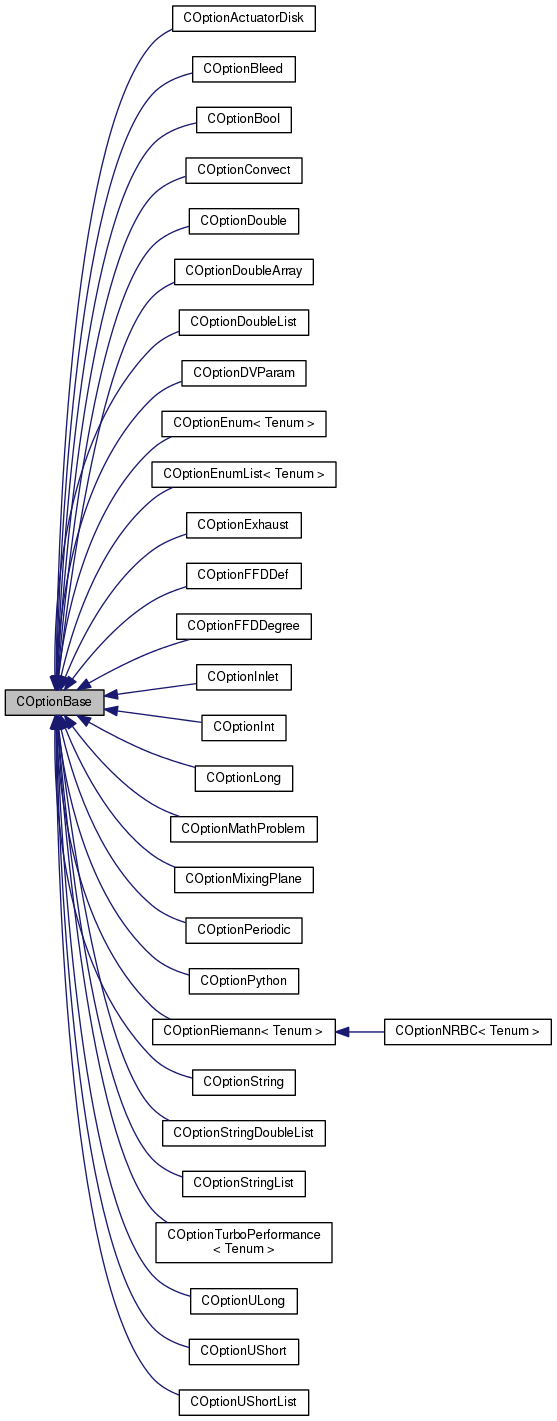 COptionActuatorDisk
COptionBleed
COptionBool
COptionConvect
COptionDouble
COptionDoubleArray
COptionDoubleList
COptionDVParam
COptionEnum< Tenum >
COptionEnumList< Tenum >
COptionExhaust
COptionFFDDef
COptionFFDDegree
COptionInlet
COptionBase
COptionInt
COptionLong
COptionMathProblem
COptionMixingPlane
COptionPeriodic
COptionPython
COptionRiemann< Tenum >
COptionNRBC< Tenum >
COptionString
COptionStringDoubleList
COptionStringList
COptionTurboPerformance
< Tenum >
COptionULong
COptionUShort
COptionUShortList